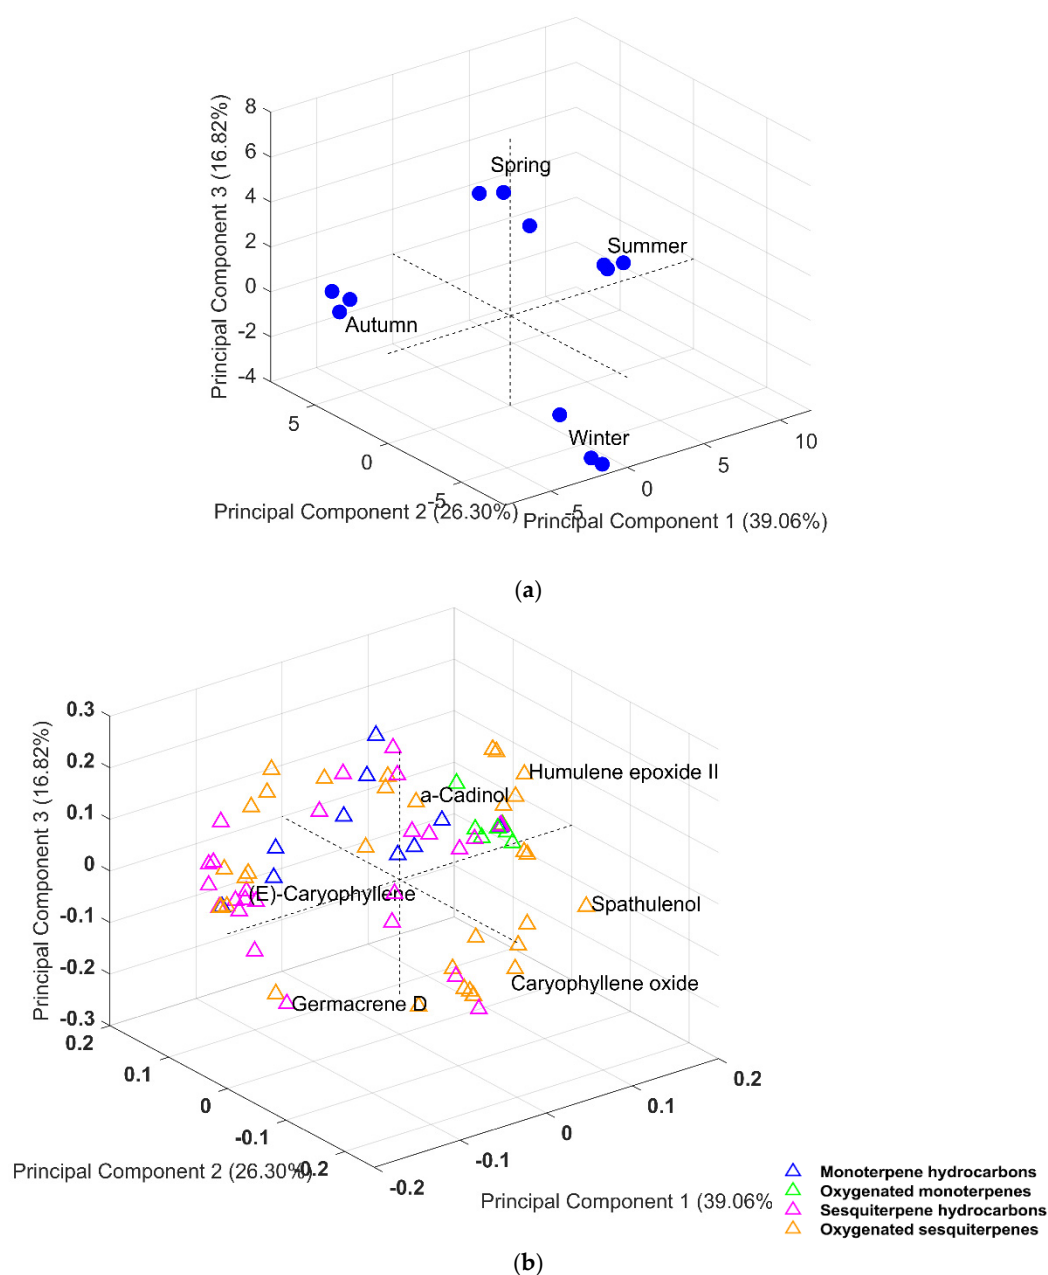 Principal Component 3 (16.82%)
8
6
4
2
0
-2
-4
Spring
Summer
Autumn
Winter
5
0
-5
-5
0
5
10
Principal Component 2 (26.30%)
Principal Component 1 (39.06%)
(a)
Principal Component 3 (16.82%)
0.3
0.2
0.1
0
-0.1
-0.2
-0.3
Humulene epoxide II
a-Cadinol
(E)-Caryophyllene
Spathulenol
Caryophyllene oxide
Germacrene D
0.2
0.1
0
-0.1
-0.2
-0.2
-0.1
0
0.1
0.2
Principal Component 2 (26.30%)
Principal Component 1 (39.06%
Monoterpene hydrocarbons
Oxygenated monoterpenes
Sesquiterpene hydrocarbons
Oxygenated sesquiterpenes
(b)